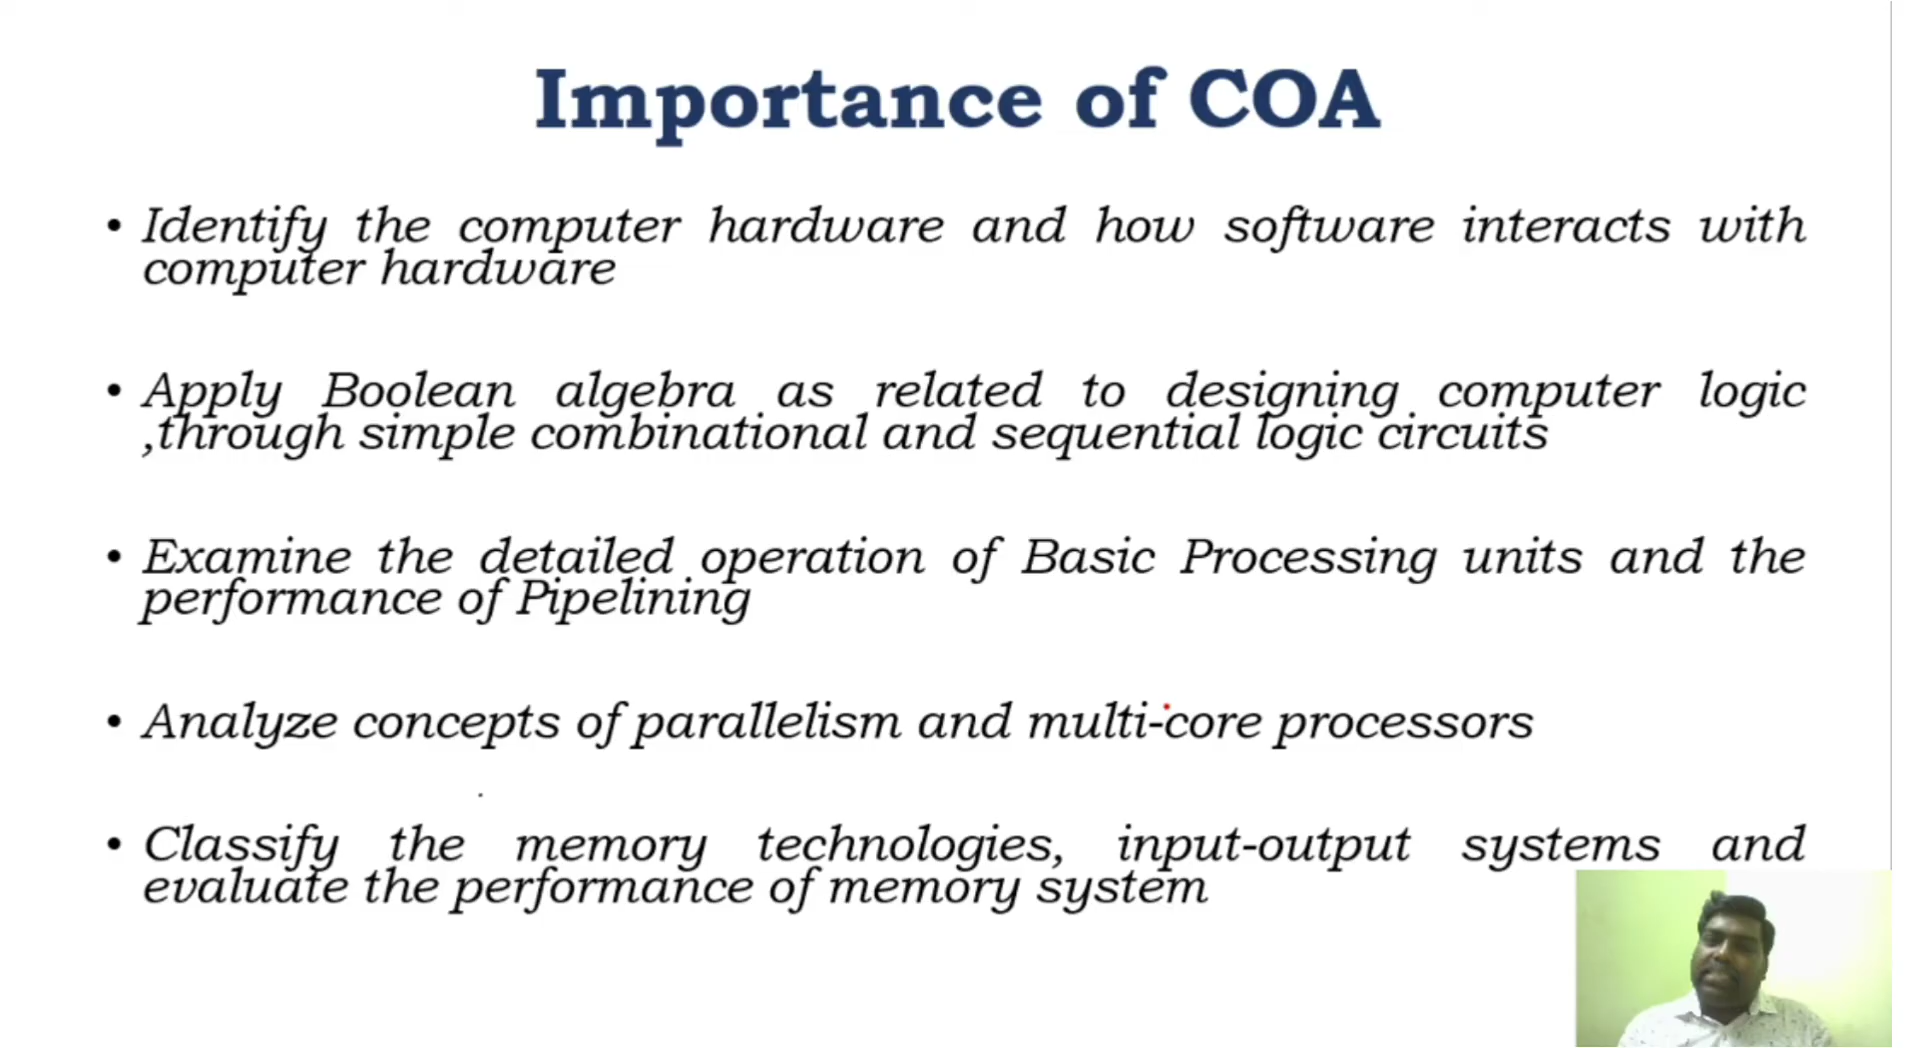 Importance of COA
• Identify the computer hardware and how software interacts with
computer hardware
• Apply Boolean algebra as related to designing computer logic
,through simple combinational and sequential logic circuits
• Examine the detailed operation of Basic Processing units and the
performance of Pipelining
• Analyze concepts of parallelism and multi-core processors
• Classify the memory technologies, input-output systems and
evaluate the performance of memory system